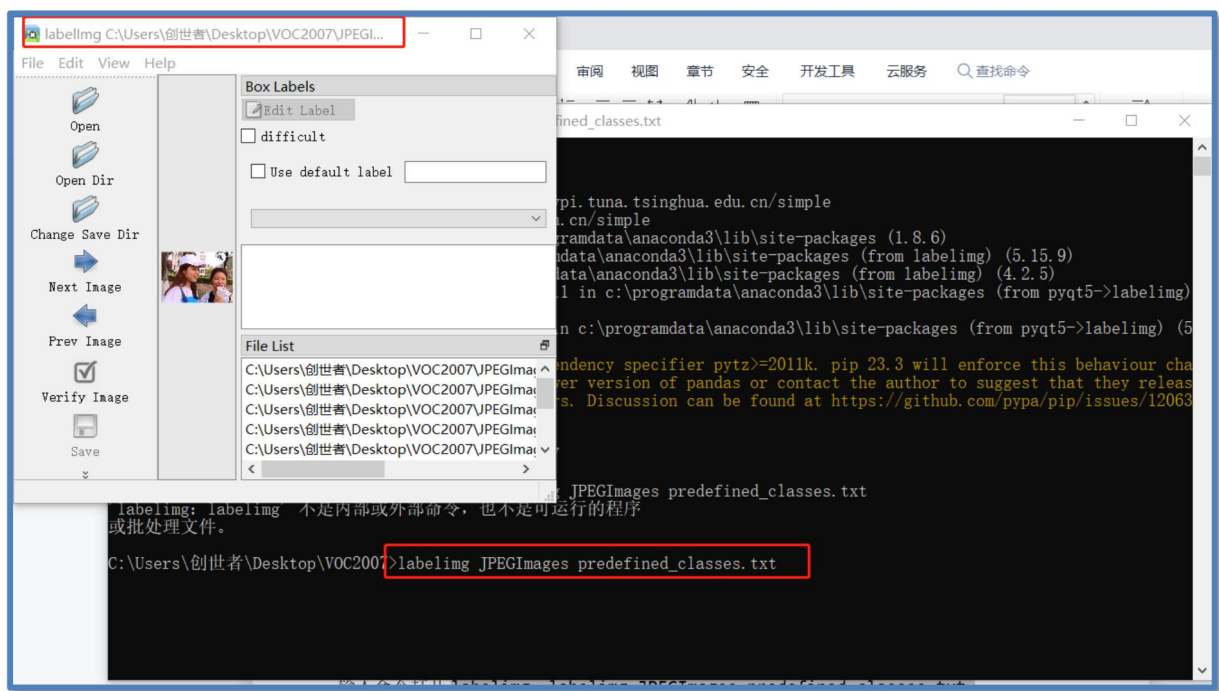 labelImg C:\Users\创世者\Desktop\VOC2007\JPEGI...
File Edit View Help
Open
Open Dir
Change Save Dir
Next Image
Prev Image
Verify Image
Save
Box Labels
Edit Label
difficult
Use default label
File List
C:\Users\创世者\Desktop\VOC2007\JPEGImag
C:\Users\创世者\Desktop\VOC2007\JPEGImag
C:\Users\创世者\Desktop\VOC2007\JPEGImag
C:\Users\创世者\Desktop\VOC2007\JPEGImag
C:\Users\创世者\Desktop\VOC2007\JPEGImag
审阅 视图 章节 安全 开发工具 云服务 查找命令
fined_classes.txt
pi.tuna.tsinghua.edu.cn/simple
.cn/simple
gramdata\anaconda3\lib\site-packages (1.8.6)
data\anaconda3\lib\site-packages (from labelimg) (5.15.9)
data\anaconda3\lib\site-packages (from labelimg) (4.2.5)
1 in c:\programdata\anaconda3\lib\site-packages (from pyqt5->labelimg)
n c:\programdata\anaconda3\lib\site-packages (from pyqt5->labelimg) (5
endency specifier pytz>=2011k. pip 23.3 will enforce this behaviour cha
er version of pandas or contact the author to suggest that they releas
s. Discussion can be found at https://github.com/pypa/pip/issues/12063
JPEGImages predefined_classes.txt
'labelimg: labelimg' 不是内部或外部命令，也不是可运行的程序
或批处理文件。
C:\Users\创世者\Desktop\VOC2007>labelimg JPEGImages predefined_classes.txt